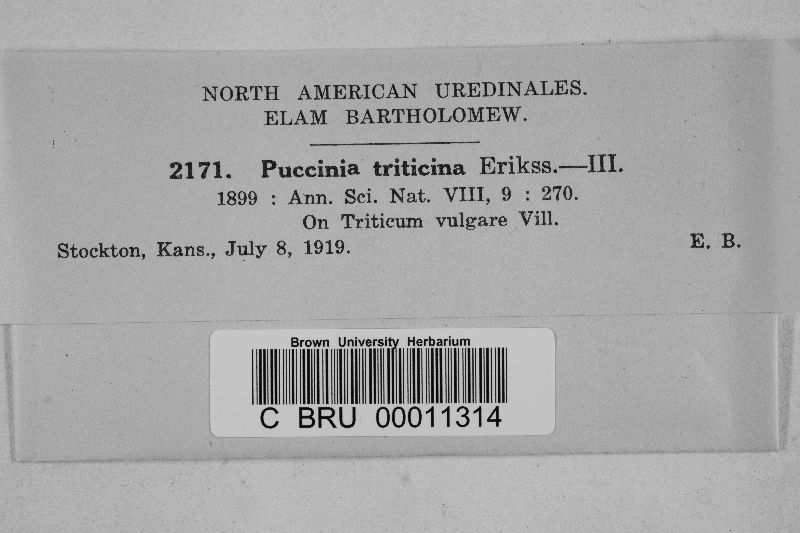 NORTH AMERICAN UREDINALES.
ELAM BARTHOLOMEW.
2171. Puccinia triticina Erikss.—III.
1899 : Ann. Sci. Nat. VIII, 9 : 270.
On Triticum vulgare Vill.
Stockton, Kans., July 8, 1919. E. B.
Brown University Herbarium
C BRU 00011314